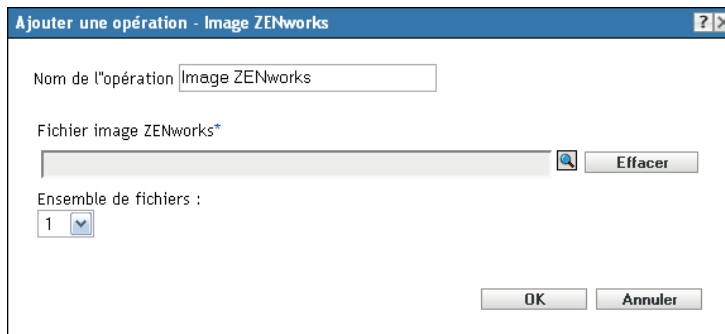 Ajouter une opération - Image ZENworks
?
Nom de l"opération Image ZENworks
Fichier image ZENworks*
Effacer
Ensemble de fichiers :
1
OK Annuler